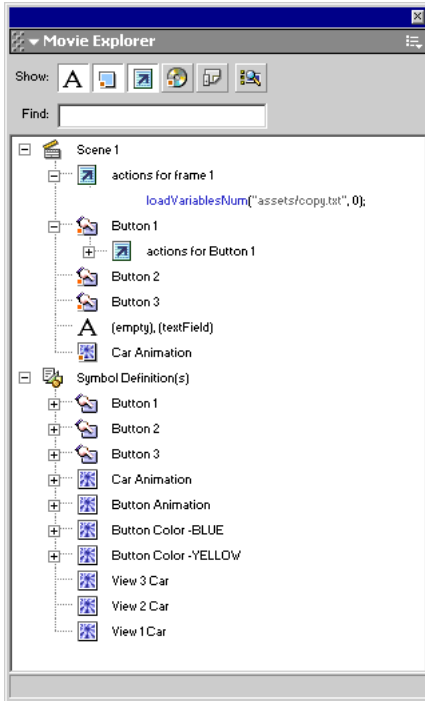 Movie Explorer
Show: A
Find:
Scene 1
actions for frame 1
loadVariablesNum("assets/copy.txt", 0);
Button 1
actions for Button 1
Button 2
Button 3
A (empty), (textField)
Car Animation
Symbol Definition(s)
Button 1
Button 2
Button 3
Car Animation
Button Animation
Button Color -BLUE
Button Color -YELLOW
View 3 Car
View 2 Car
View 1 Car